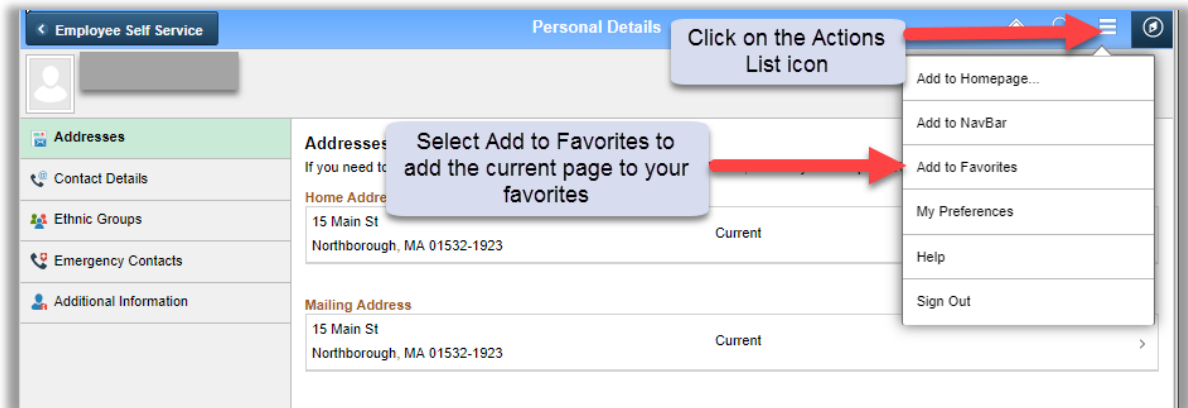 Employee Self Service
Personal Details
Click on the Actions
List icon
Add to Homepage...
Add to NavBar
Add to Favorites
My Preferences
Help
Sign Out
Addresses
Contact Details
Ethnic Groups
Emergency Contacts
Additional Information
Addresses
If you need to
Select Add to Favorites to
add the current page to your
favorites
Home Addre
15 Main St
Northborough, MA 01532-1923
Current
Mailing Address
15 Main St
Northborough, MA 01532-1923
Current